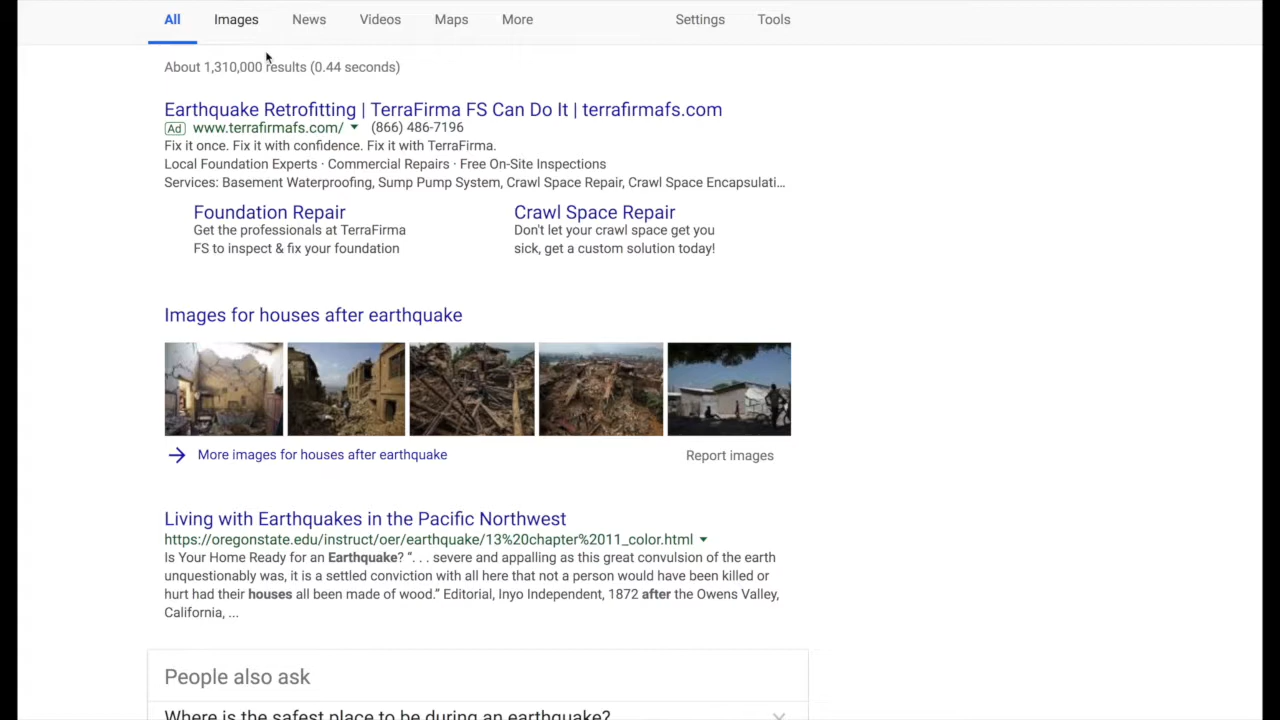 All Images News Videos Maps More Settings Tools
About 1,310,000 results (0.44 seconds)
Earthquake Retrofitting | TerraFirma FS Can Do It | terrafirmafs.com
Ad www.terrafirmafs.com/ (866) 486-7196
Fix it once. Fix it with confidence. Fix it with TerraFirma.
Local Foundation Experts · Commercial Repairs · Free On-Site Inspections
Services: Basement Waterproofing, Sump Pump System, Crawl Space Repair, Crawl Space Encapsulati...
Foundation Repair
Get the professionals at TerraFirma
FS to inspect & fix your foundation
Crawl Space Repair
Don't let your crawl space get you
sick, get a custom solution today!
Images for houses after earthquake
More images for houses after earthquake
Report images
Living with Earthquakes in the Pacific Northwest
https://oregonstate.edu/instruct/oer/earthquake/13%20chapter%2011_color.html
Is Your Home Ready for an Earthquake? “. . . severe and appalling as this great convulsion of the earth
unquestionably was, it is a settled conviction with all here that not a person would have been killed or
hurt had their houses all been made of wood.” Editorial, Inyo Independent, 1872 after the Owens Valley,
California, ...
People also ask
Where is the safest place to be during an earthquake?